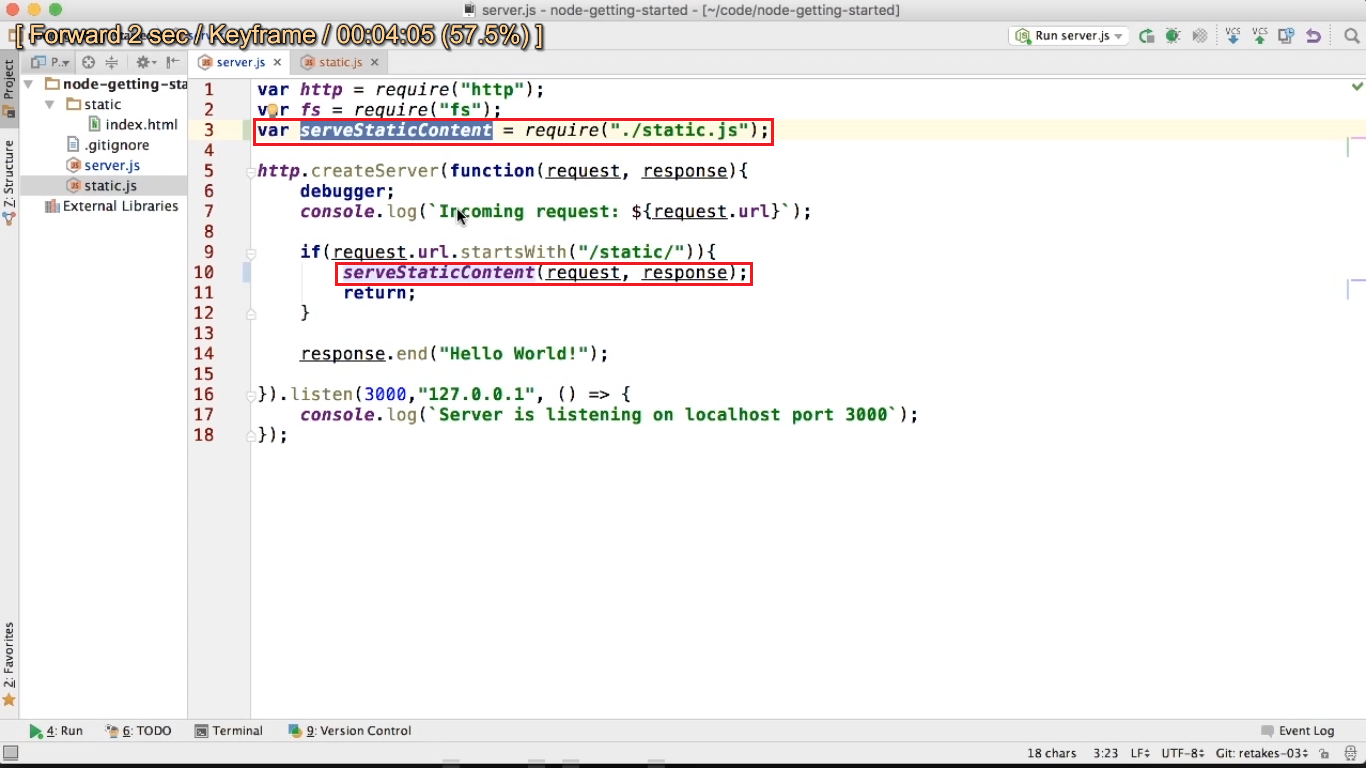 server.js - node-getting-started - [~/code/node-getting-started]
[ Forward 2 sec / Keyframe / 00:04:05 (57.5%) ]
Run server.js
VCS
VCS
Project
P..
server.js
static.js
node-getting-sta
static
index.html
.gitignore
server.js
static.js
External Libraries
Z: Structure
2: Favorites
1 var http = require("http");
2 var fs = require("fs");
3 var serveStaticContent = require("./static.js");
4
5 http.createServer(function(request, response){
6 debugger;
7 console.log(`Incoming request: ${request.url}`);
8
9 if(request.url.startsWith("/static/")){
10 serveStaticContent(request, response);
11 return;
12 }
13
14 response.end("Hello World!");
15
16 }).listen(3000,"127.0.0.1", () => {
17 console.log(`Server is listening on localhost port 3000`);
18 });
4: Run
6: TODO
Terminal
9: Version Control
Event Log
18 chars 3:23 LF UTF-8 Git: retakes-03